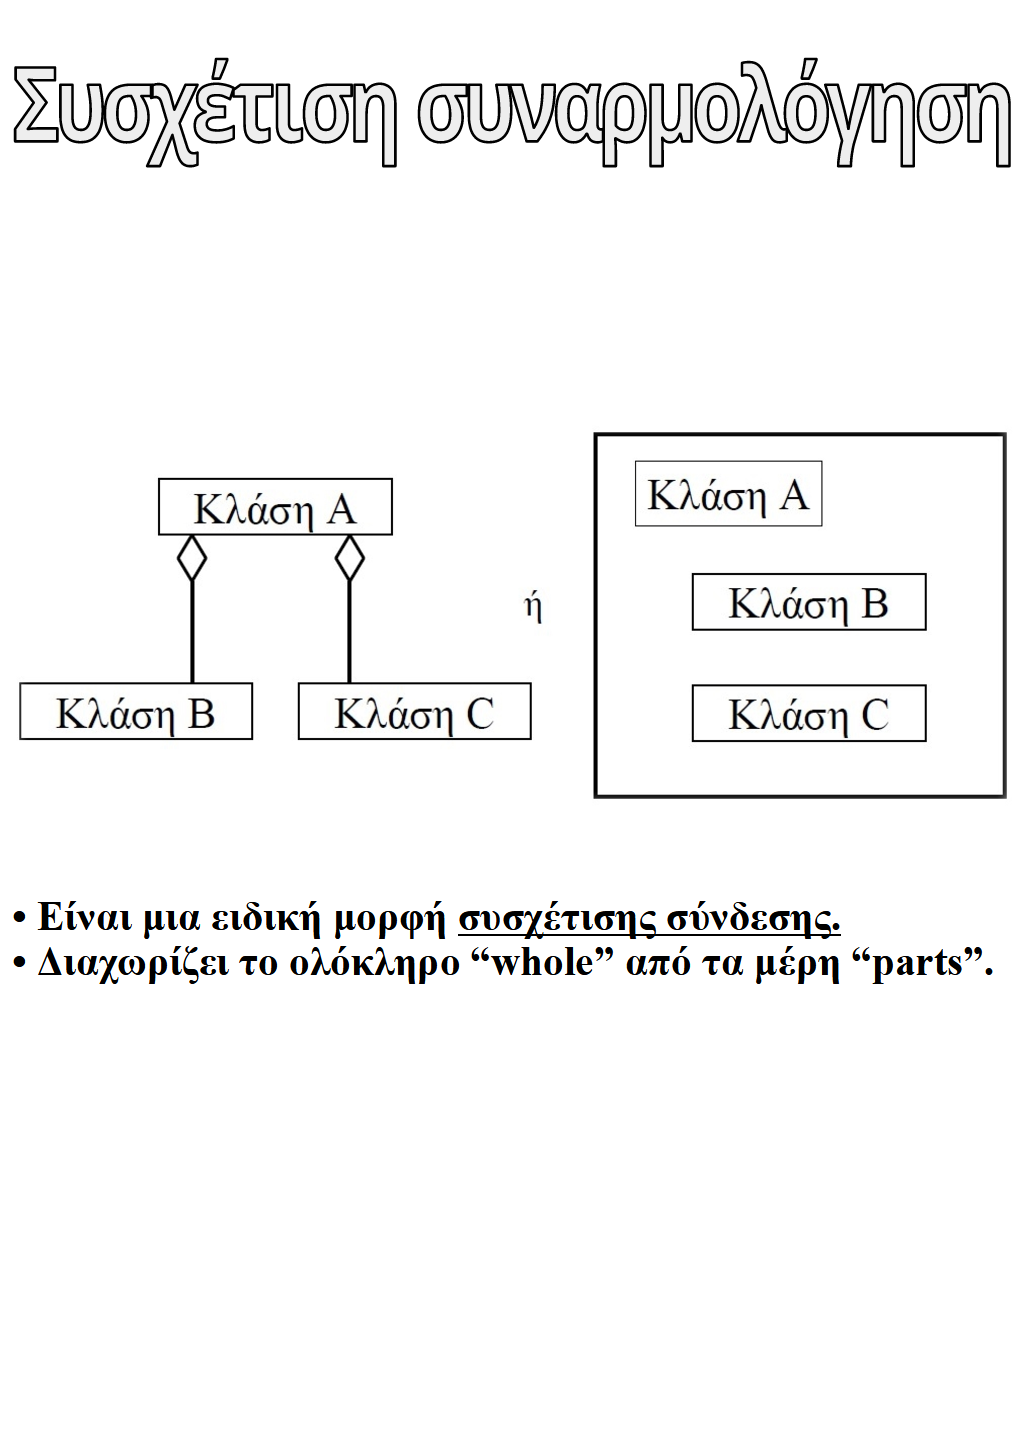 Συσχέτιση συναρμολόγηση
Κλάση A
Κλάση B
Κλάση C
ή
Κλάση A
Κλάση B
Κλάση C
• Είναι μια ειδική μορφή συσχέτισης σύνδεσης.
• Διαχωρίζει το ολόκληρο “whole” από τα μέρη “parts”.